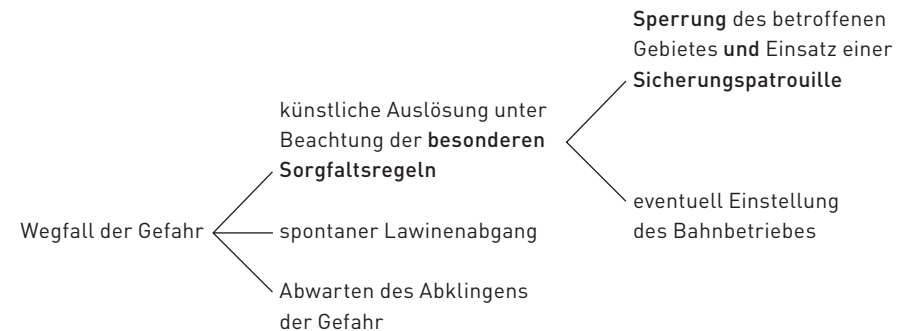 Sperrung des betroffenen
Gebietes und Einsatz einer
Sicherungspatrouille
künstliche Auslösung unter
Beachtung der besonderen
Sorgfaltsregeln
eventuell Einstellung
des Bahnbetriebes
Wegfall der Gefahr
spontaner Lawinenabgang
Abwarten des Abklingens
der Gefahr